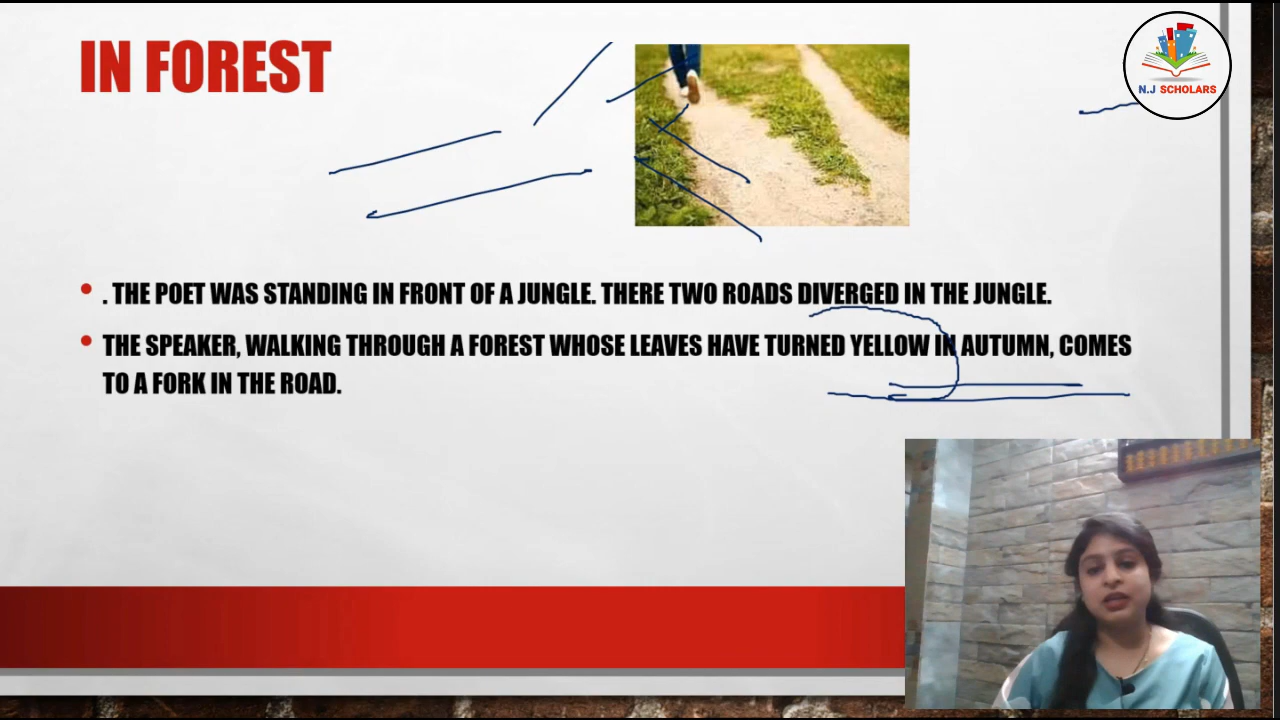 IN FOREST
N.J SCHOLARS
. THE POET WAS STANDING IN FRONT OF A JUNGLE. THERE TWO ROADS DIVERGED IN THE JUNGLE.
THE SPEAKER, WALKING THROUGH A FOREST WHOSE LEAVES HAVE TURNED YELLOW IN AUTUMN, COMES
TO A FORK IN THE ROAD.